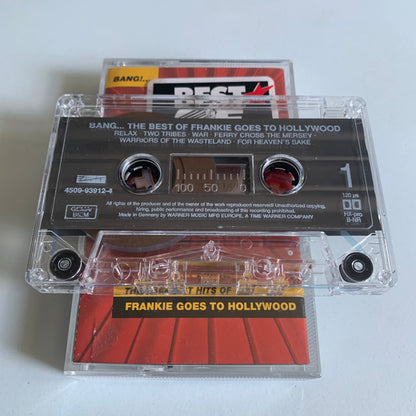 BANG!...
BEST
OF
BANG... THE BEST OF FRANKIE GOES TO HOLLYWOOD
RELAX · TWO TRIBES · WAR · FERRY CROSS THE MERSEY ·
WARRIORS OF THE WASTELAND · FOR HEAVEN'S SAKE
4509-93912-4
100 50 0
1
120 µs
HX-pro
B-NR
GEMA
BIEM
All rights of the producer and of the owner of the work reproduced reserved! Unauthorized copying,
hiring, public performance and broadcasting of this recording prohibited.
Made in Germany by WARNER MUSIC MFG EUROPE, A TIME WARNER COMPANY
HITS OF
FRANKIE GOES TO HOLLYWOOD